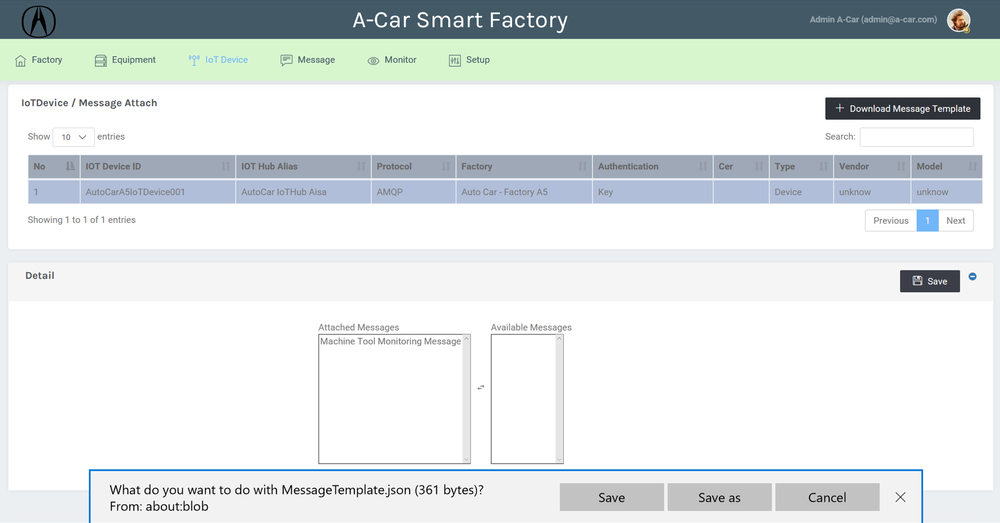 A-Car Smart Factory
Admin A-Car (admin@a-car.com)
Factory Equipment IoT Device Message Monitor Setup
IoTDevice / Message Attach
Download Message Template
Show 10 entries Search:
No IOT Device ID IOT Hub Alias Protocol Factory Authentication Cer Type Vendor Model
1 AutoCarA5IoTDevice001 AutoCar IoTHub Aisa AMQP Auto Car - Factory A5 Key Device unknow unknow
Showing 1 to 1 of 1 entries Previous 1 Next
Detail
Save
Attached Messages Available Messages
Machine Tool Monitoring Message
What do you want to do with MessageTemplate.json (361 bytes)?
From: about:blob
Save Save as Cancel